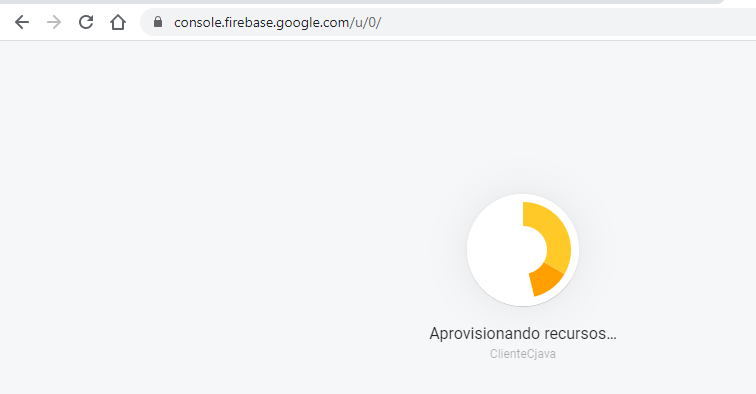 console.firebase.google.com/u/0/
Aprovisionando recursos...
ClienteCjava